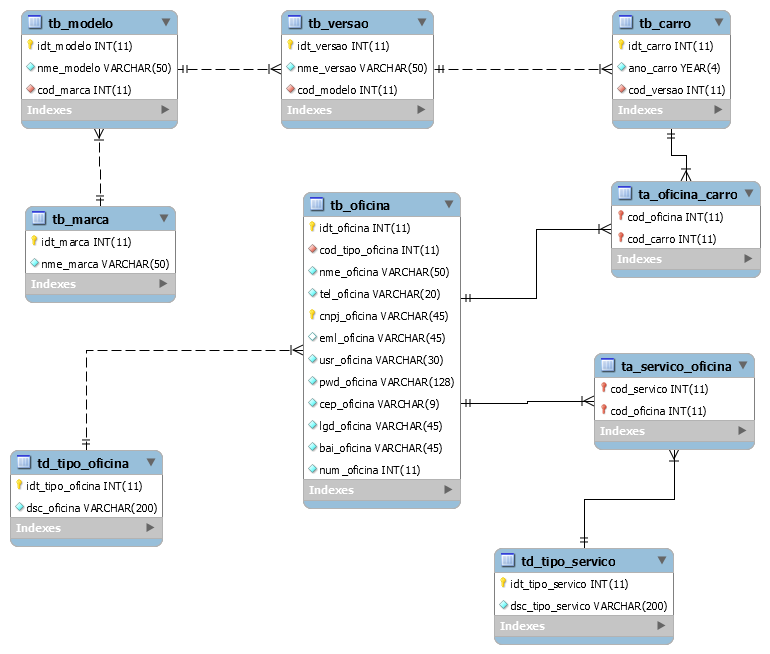 tb_modelo
idt_modelo INT(11)
nme_modelo VARCHAR(50)
cod_marca INT(11)
Indexes
tb_versao
idt_versao INT(11)
nme_versao VARCHAR(50)
cod_modelo INT(11)
Indexes
tb_carro
idt_carro INT(11)
ano_carro YEAR(4)
cod_versao INT(11)
Indexes
tb_marca
idt_marca INT(11)
nme_marca VARCHAR(50)
Indexes
tb_oficina
idt_oficina INT(11)
cod_tipo_oficina INT(11)
nme_oficina VARCHAR(50)
tel_oficina VARCHAR(20)
cnpj_oficina VARCHAR(45)
eml_oficina VARCHAR(45)
usr_oficina VARCHAR(30)
pwd_oficina VARCHAR(128)
cep_oficina VARCHAR(9)
lgd_oficina VARCHAR(45)
bai_oficina VARCHAR(45)
num_oficina INT(11)
Indexes
ta_oficina_carro
cod_oficina INT(11)
cod_carro INT(11)
Indexes
ta_servico_oficina
cod_servico INT(11)
cod_oficina INT(11)
Indexes
td_tipo_oficina
idt_tipo_oficina INT(11)
dsc_oficina VARCHAR(200)
Indexes
td_tipo_servico
idt_tipo_servico INT(11)
dsc_tipo_servico VARCHAR(200)
Indexes